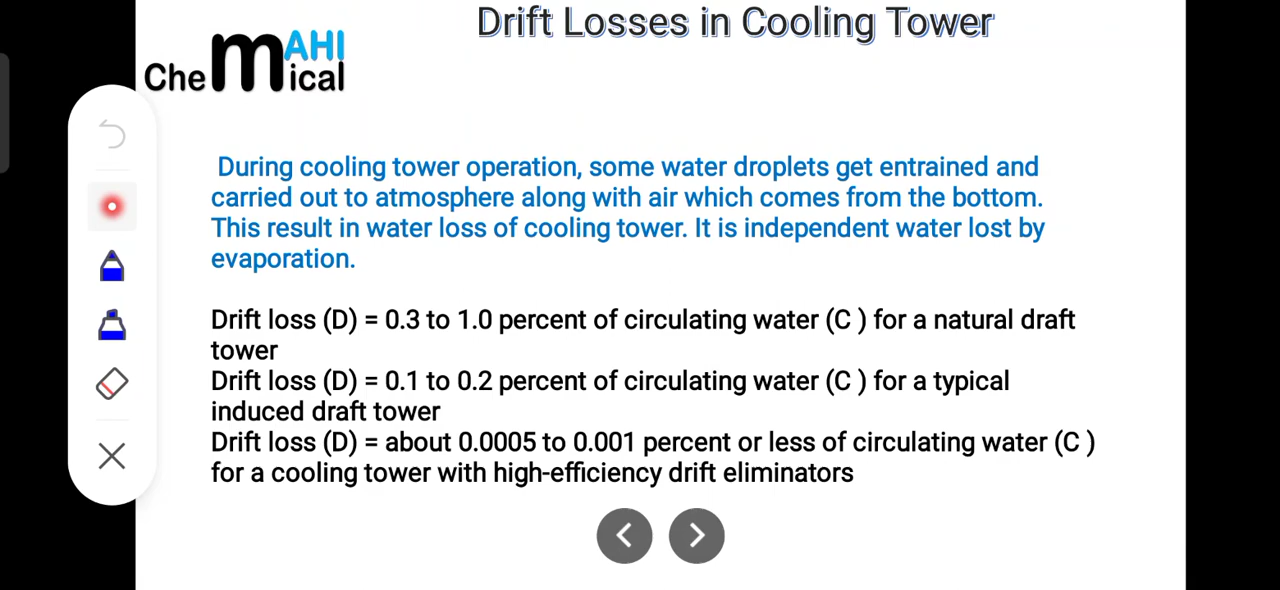 Drift Losses in Cooling Tower
MAHI
Chemical
During cooling tower operation, some water droplets get entrained and
carried out to atmosphere along with air which comes from the bottom.
This result in water loss of cooling tower. It is independent water lost by
evaporation.
Drift loss (D) = 0.3 to 1.0 percent of circulating water (C ) for a natural draft
tower
Drift loss (D) = 0.1 to 0.2 percent of circulating water (C ) for a typical
induced draft tower
Drift loss (D) = about 0.0005 to 0.001 percent or less of circulating water (C )
for a cooling tower with high-efficiency drift eliminators